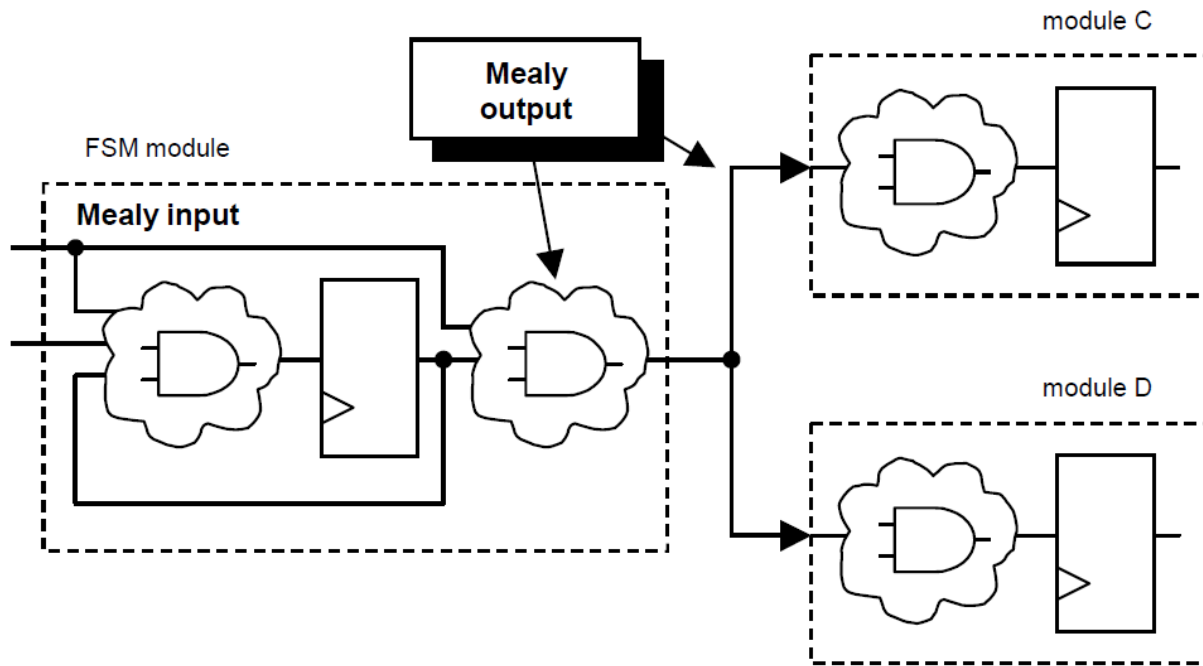 module C
Mealy
output
FSM module
Mealy input
module D